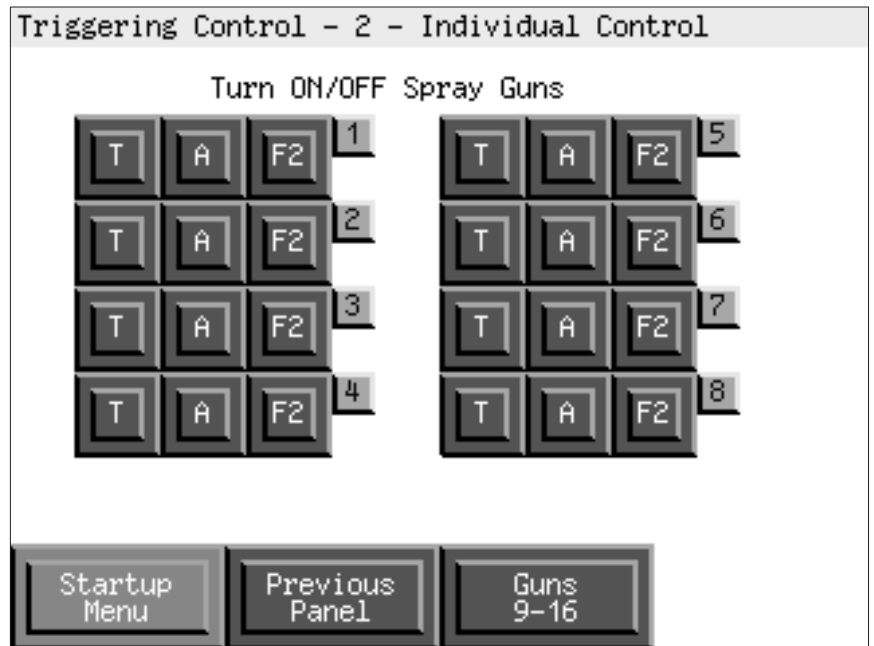 Triggering Control - 2 - Individual Control
Turn ON/OFF Spray Guns
T A F2 1 T A F2 5
T A F2 2 T A F2 6
T A F2 3 T A F2 7
T A F2 4 T A F2 8
Startup Previous Guns
Menu Panel 9-16